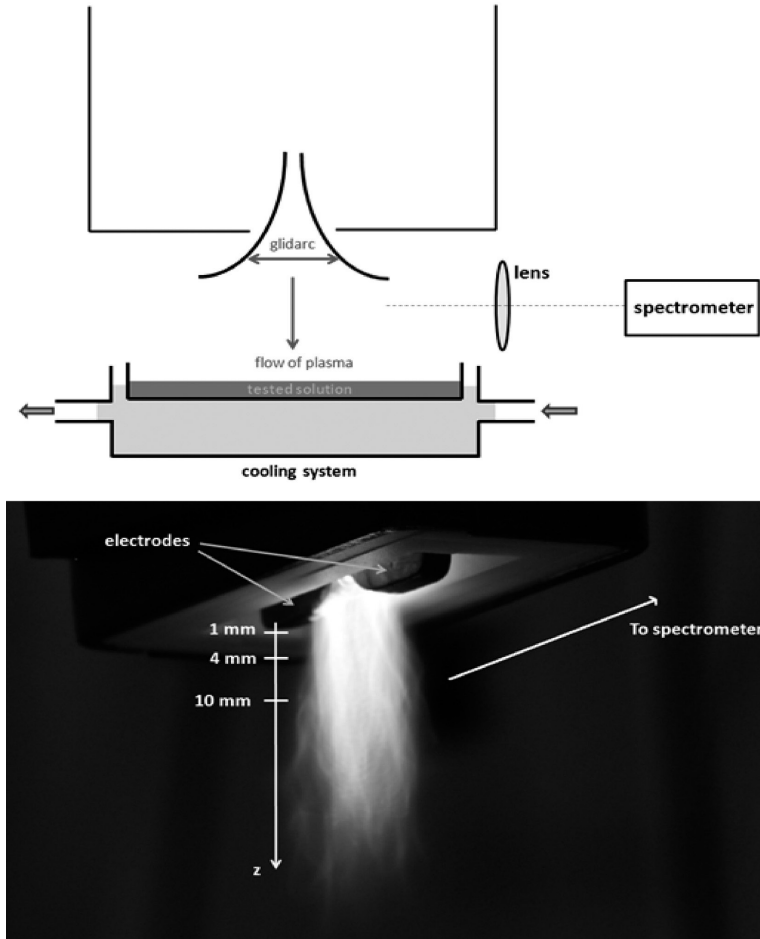 glidarc
lens
spectrometer
flow of plasma
tested solution
cooling system
electrodes
1 mm
To spectrometer
4 mm
10 mm
z